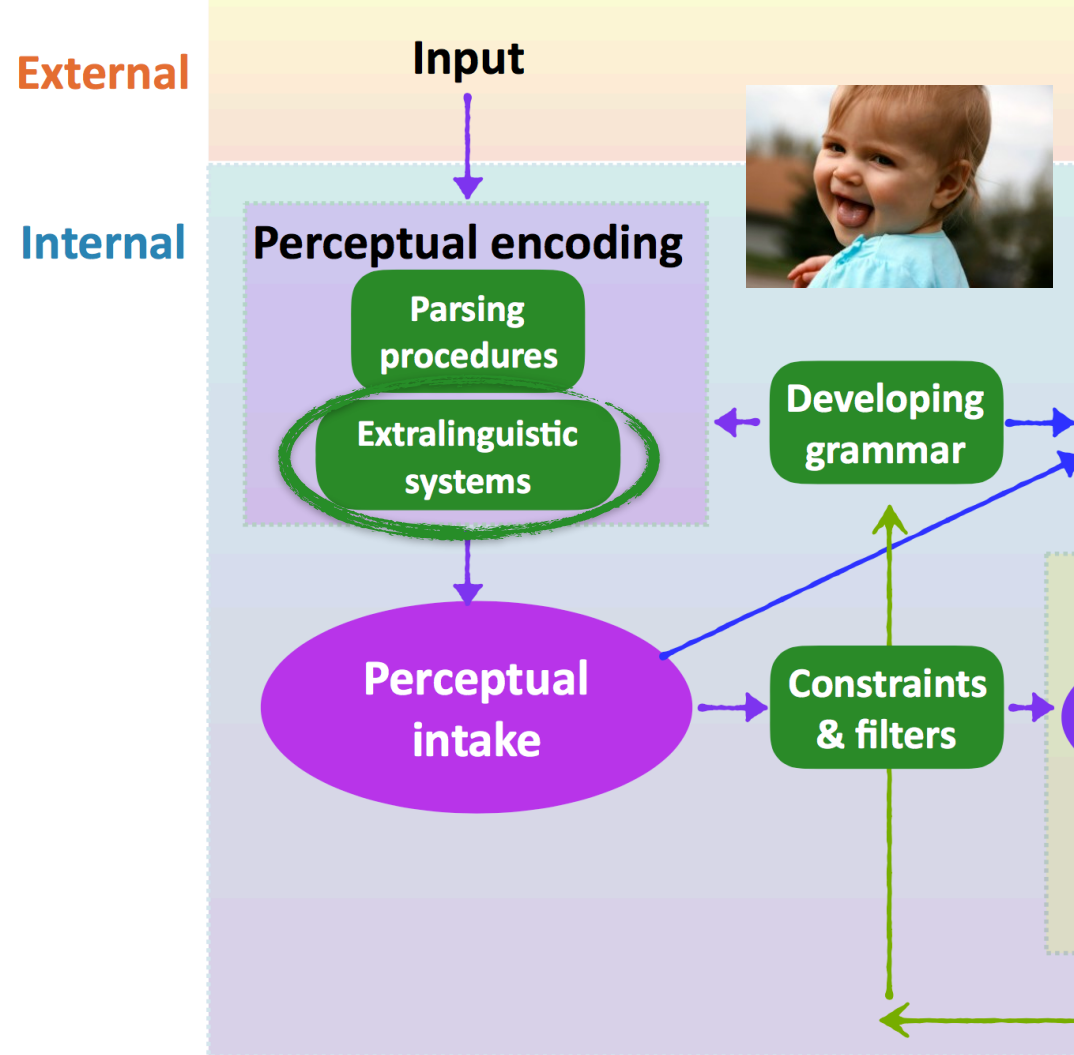 External
Input
Internal
Perceptual encoding
Parsing
procedures
Extralinguistic
systems
Developing
grammar
Perceptual
intake
Constraints
& filters